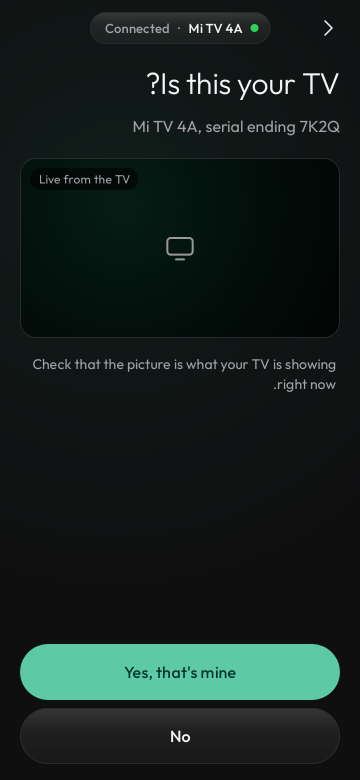 Connected · Mi TV 4A
?Is this your TV
Mi TV 4A, serial ending 7K2Q
Live from the TV
Check that the picture is what your TV is showing
.right now
Yes, that's mine
No